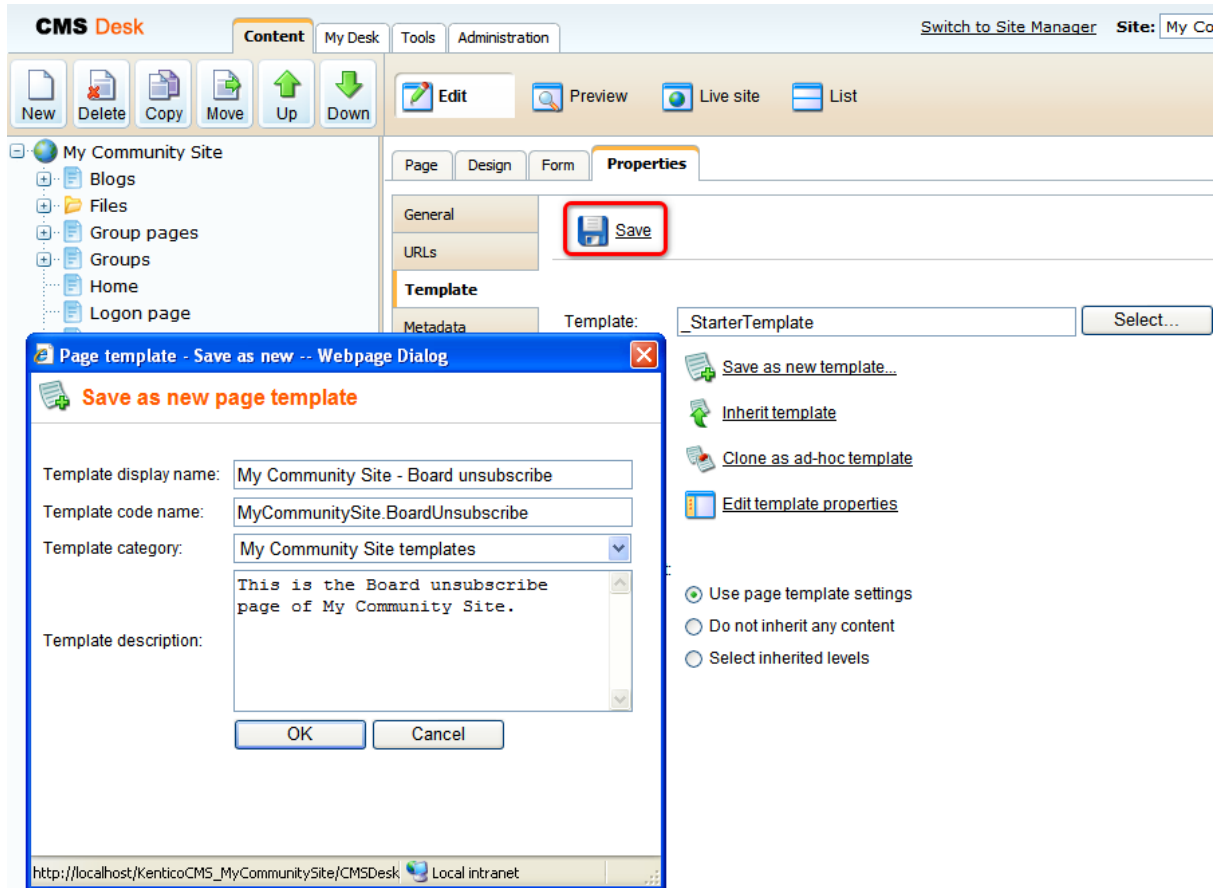 CMS Desk
Content
My Desk
Tools
Administration
Switch to Site Manager
Site:
My Co
New
Delete
Copy
Move
Up
Down
Edit
Preview
Live site
List
My Community Site
Blogs
Files
Group pages
Groups
Home
Logon page
Page
Design
Form
Properties
General
URLs
Template
Metadata
Save
Template:
_StarterTemplate
Select...
Save as new template...
Inherit template
Clone as ad-hoc template
Edit template properties
Use page template settings
Do not inherit any content
Select inherited levels
Page template - Save as new -- Webpage Dialog
Save as new page template
Template display name:
My Community Site - Board unsubscribe
Template code name:
MyCommunitySite.BoardUnsubscribe
Template category:
My Community Site templates
Template description:
This is the Board unsubscribe
page of My Community Site.
OK
Cancel
http://localhost/KenticoCMS_MyCommunitySite/CMSDesk
Local intranet